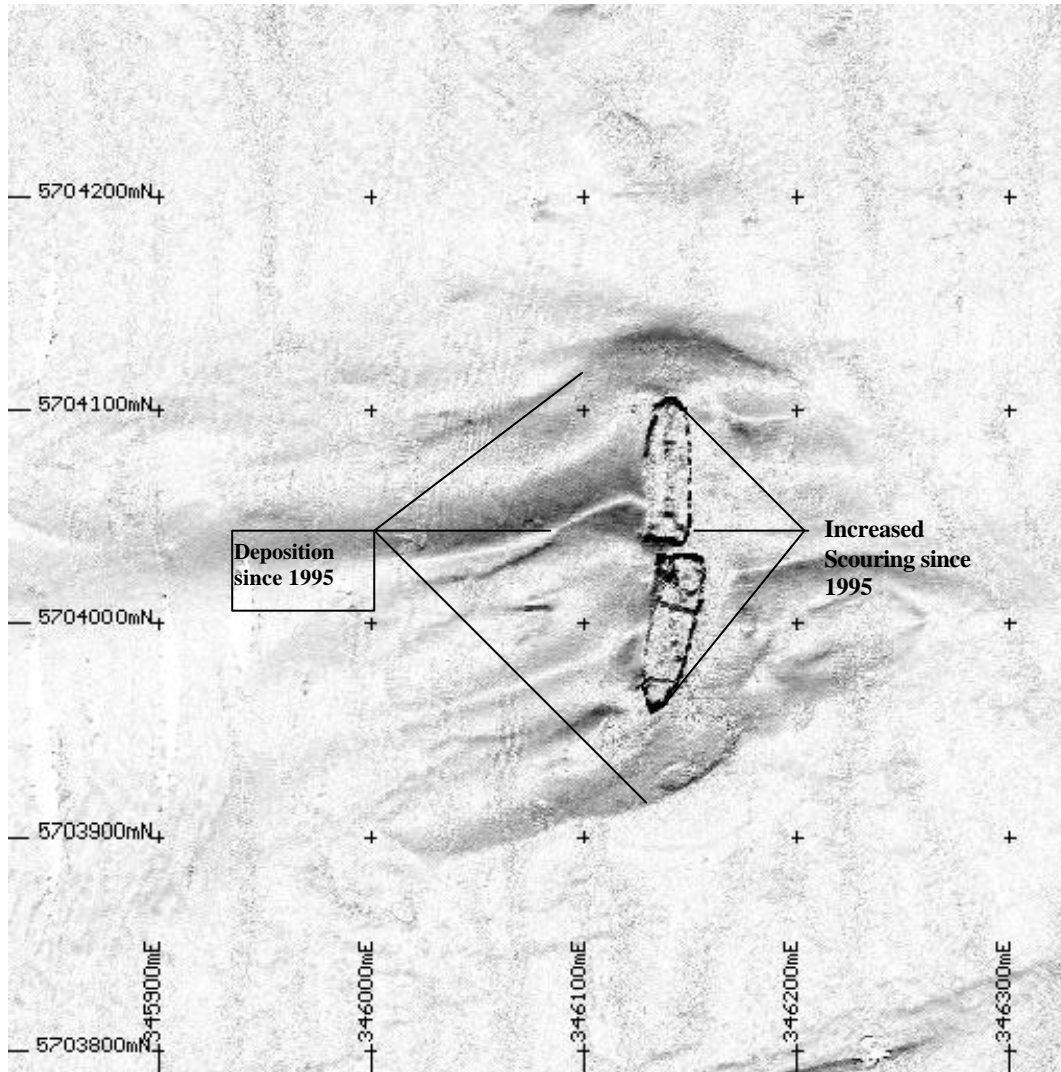 5704200mN
5704100mN
Deposition
since 1995
Increased
Scouring since
1995
5704000mN
5703900mN
5703800mN
345900mE
346000mE
346100mE
346200mE
346300mE